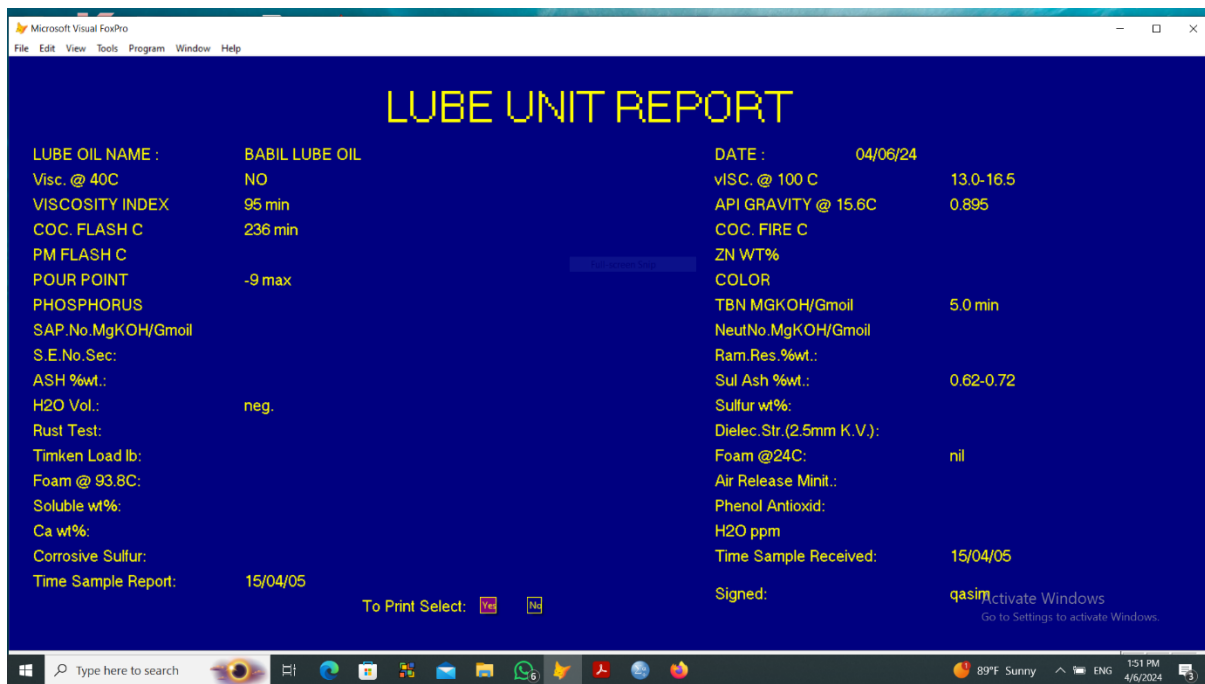 Microsoft Visual FoxPro
File Edit View Tools Program Window Help
LUBE UNIT REPORT
LUBE OIL NAME : BABIL LUBE OIL DATE : 04/06/24
Visc. @ 40C NO vISC. @ 100 C 13.0-16.5
VISCOSITY INDEX 95 min API GRAVITY @ 15.6C 0.895
COC. FLASH C 236 min COC. FIRE C
PM FLASH C ZN WT%
Full-screen Snip
POUR POINT -9 max COLOR
PHOSPHORUS TBN MGKOH/Gmoil 5.0 min
SAP.No.MgKOH/Gmoil NeutNo.MgKOH/Gmoil
S.E.No.Sec: Ram.Res.%wt.:
ASH %wt.: Sul Ash %wt.: 0.62-0.72
H2O Vol.: neg. Sulfur wt%:
Rust Test: Dielec.Str.(2.5mm K.V.):
Timken Load lb: Foam @24C: nil
Foam @ 93.8C: Air Release Minit.:
Soluble wt%: Phenol Antioxid:
Ca wt%: H2O ppm
Corrosive Sulfur: Time Sample Received: 15/04/05
Time Sample Report: 15/04/05
To Print Select: Yes No
Signed: qasim
Activate Windows
Go to Settings to activate Windows.
Type here to search 6 89°F Sunny ENG 1:51 PM
4/6/2024 3